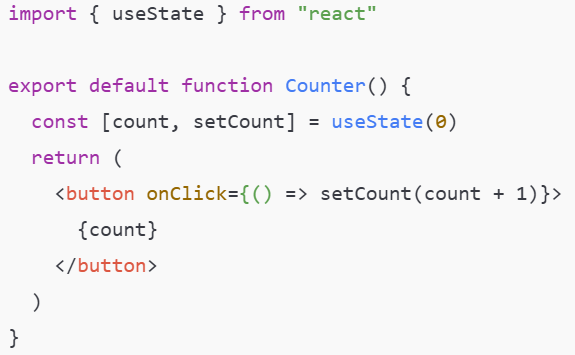 import { useState } from "react"

export default function Counter() {
  const [count, setCount] = useState(0)
  return (
    <button onClick={() => setCount(count + 1)}>
      {count}
    </button>
  )
}